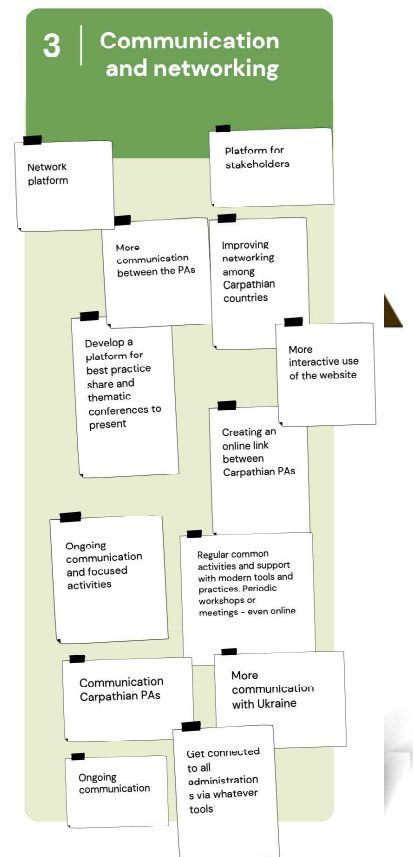 3
Communication
and networking
Network
platform
Platform for
stakeholders
More
communication
between the PAs
Improving
networking
among
Carpathian
countries
Develop a
platform for
best practice
share and
thematic
conferences to
present
More
interactive use
of the website
Creating an
online link
between
Carpathian PAs
Ongoing
communication
and focused
activities
Regular common
activities and support
with modern tools and
practices. Periodic
workshops or
meetings - even online
Communication
Carpathian PAs
More
communication
with Ukraine
Ongoing
communication
Get connected
to all
administration
s via whatever
tools